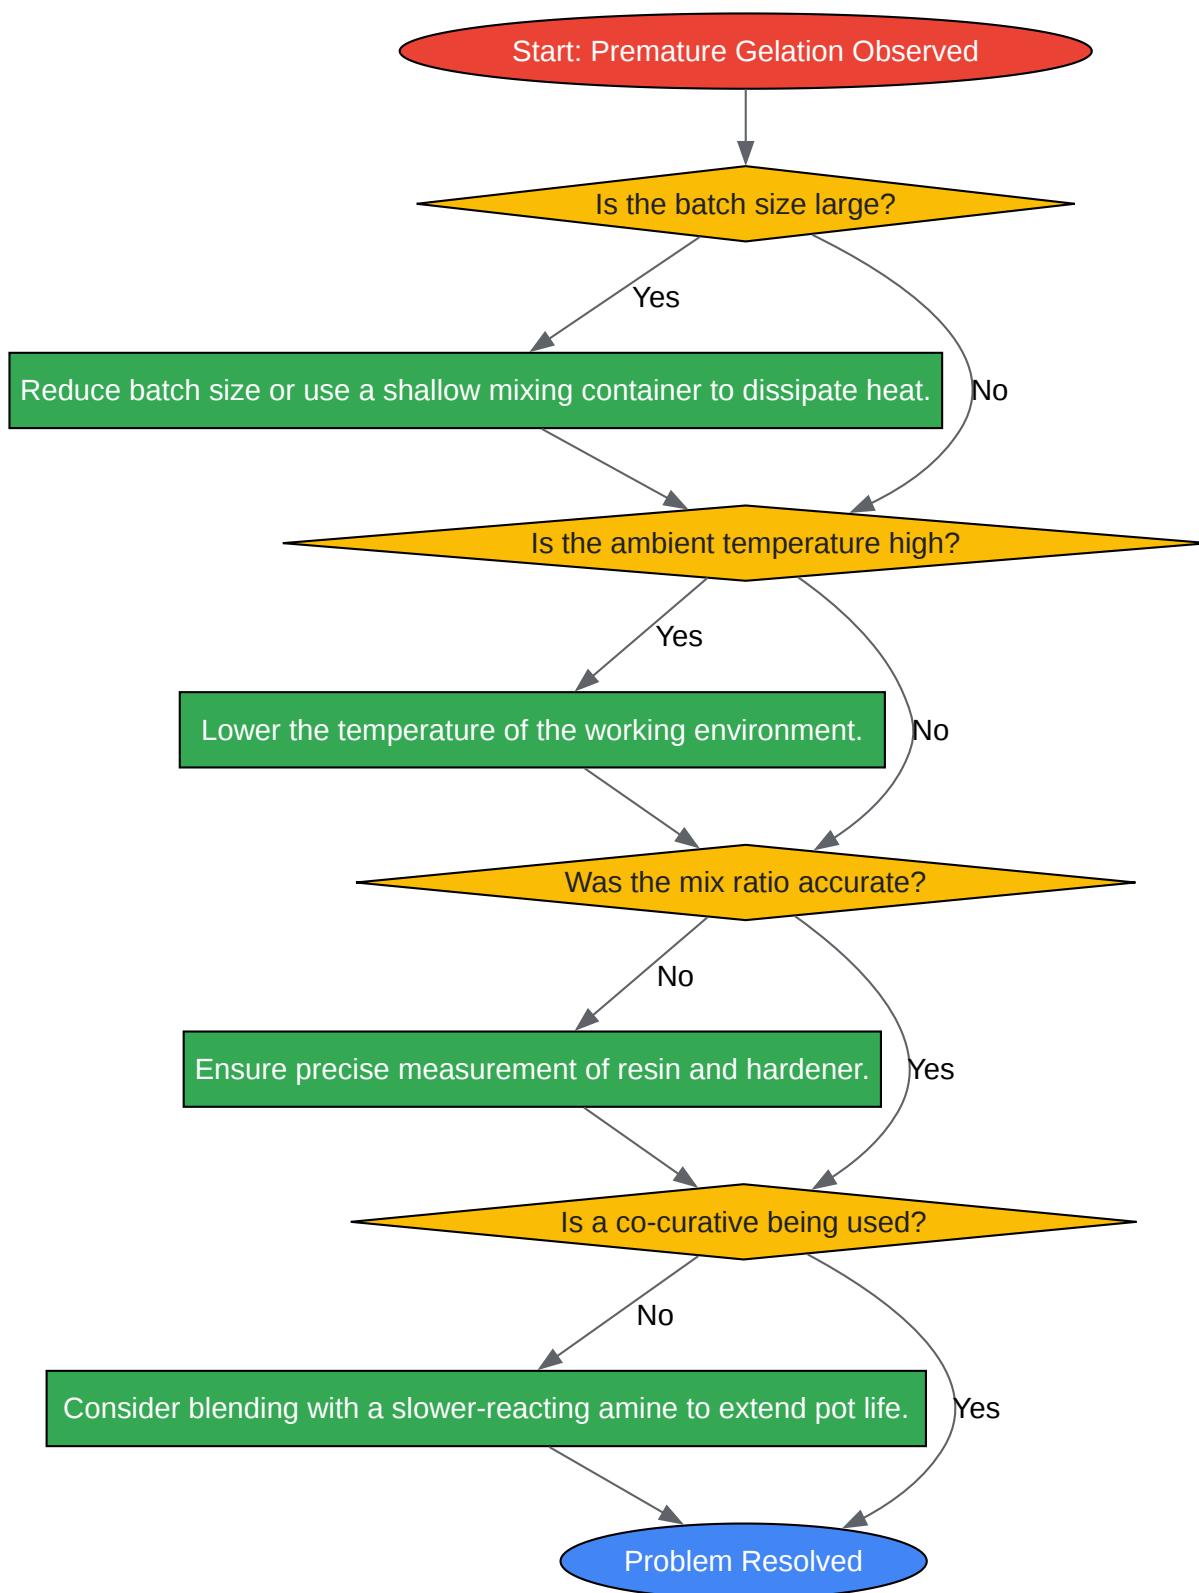 Start: Premature Gelation Observed
Is the batch size large?
Yes
Reduce batch size or use a shallow mixing container to dissipate heat.
No
Is the ambient temperature high?
Yes
Lower the temperature of the working environment.
No
Was the mix ratio accurate?
No
Ensure precise measurement of resin and hardener.
Yes
Is a co-curative being used?
No
Consider blending with a slower-reacting amine to extend pot life.
Yes
Problem Resolved